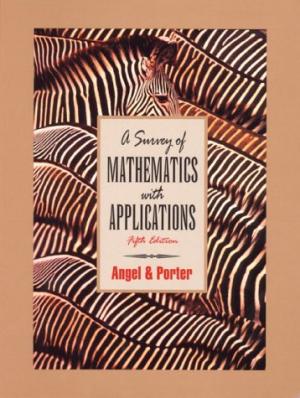 A Survey of
MATHEMATICS
with
APPLICATIONS
Fifth Edition
Angel & Porter